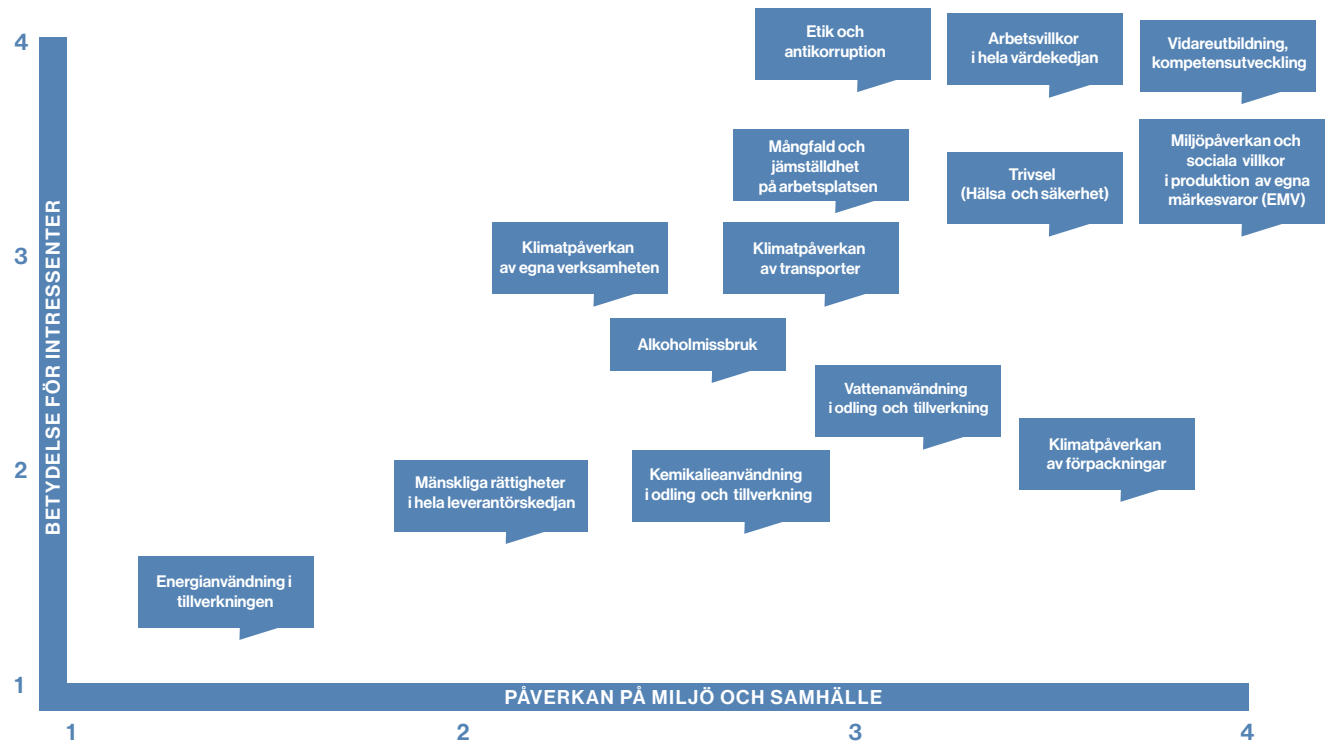 4
Etik och
antikorruption
Arbetsvillkor
i hela värdekedjan
Vidareutbildning,
kompetensutveckling
Mångfald och
jämställdhet
på arbetsplatsen
Trivsel
(Hälsa och säkerhet)
Miljöpåverkan och
sociala villkor
i produktion av egna
märkesvaror (EMV)
3
Klimatpåverkan
av egna verksamheten
Klimatpåverkan
av transporter
BETYDELSE FÖR INTRESSENTER
Alkoholmissbruk
Vattenanvändning
i odling och tillverkning
2
Mänskliga rättigheter
i hela leverantörskedjan
Kemikalieanvändning
i odling och tillverkning
Klimatpåverkan
av förpackningar
Energianvändning i
tillverkningen
1
PÅVERKAN PÅ MILJÖ OCH SAMHÄLLE
1
2
3
4